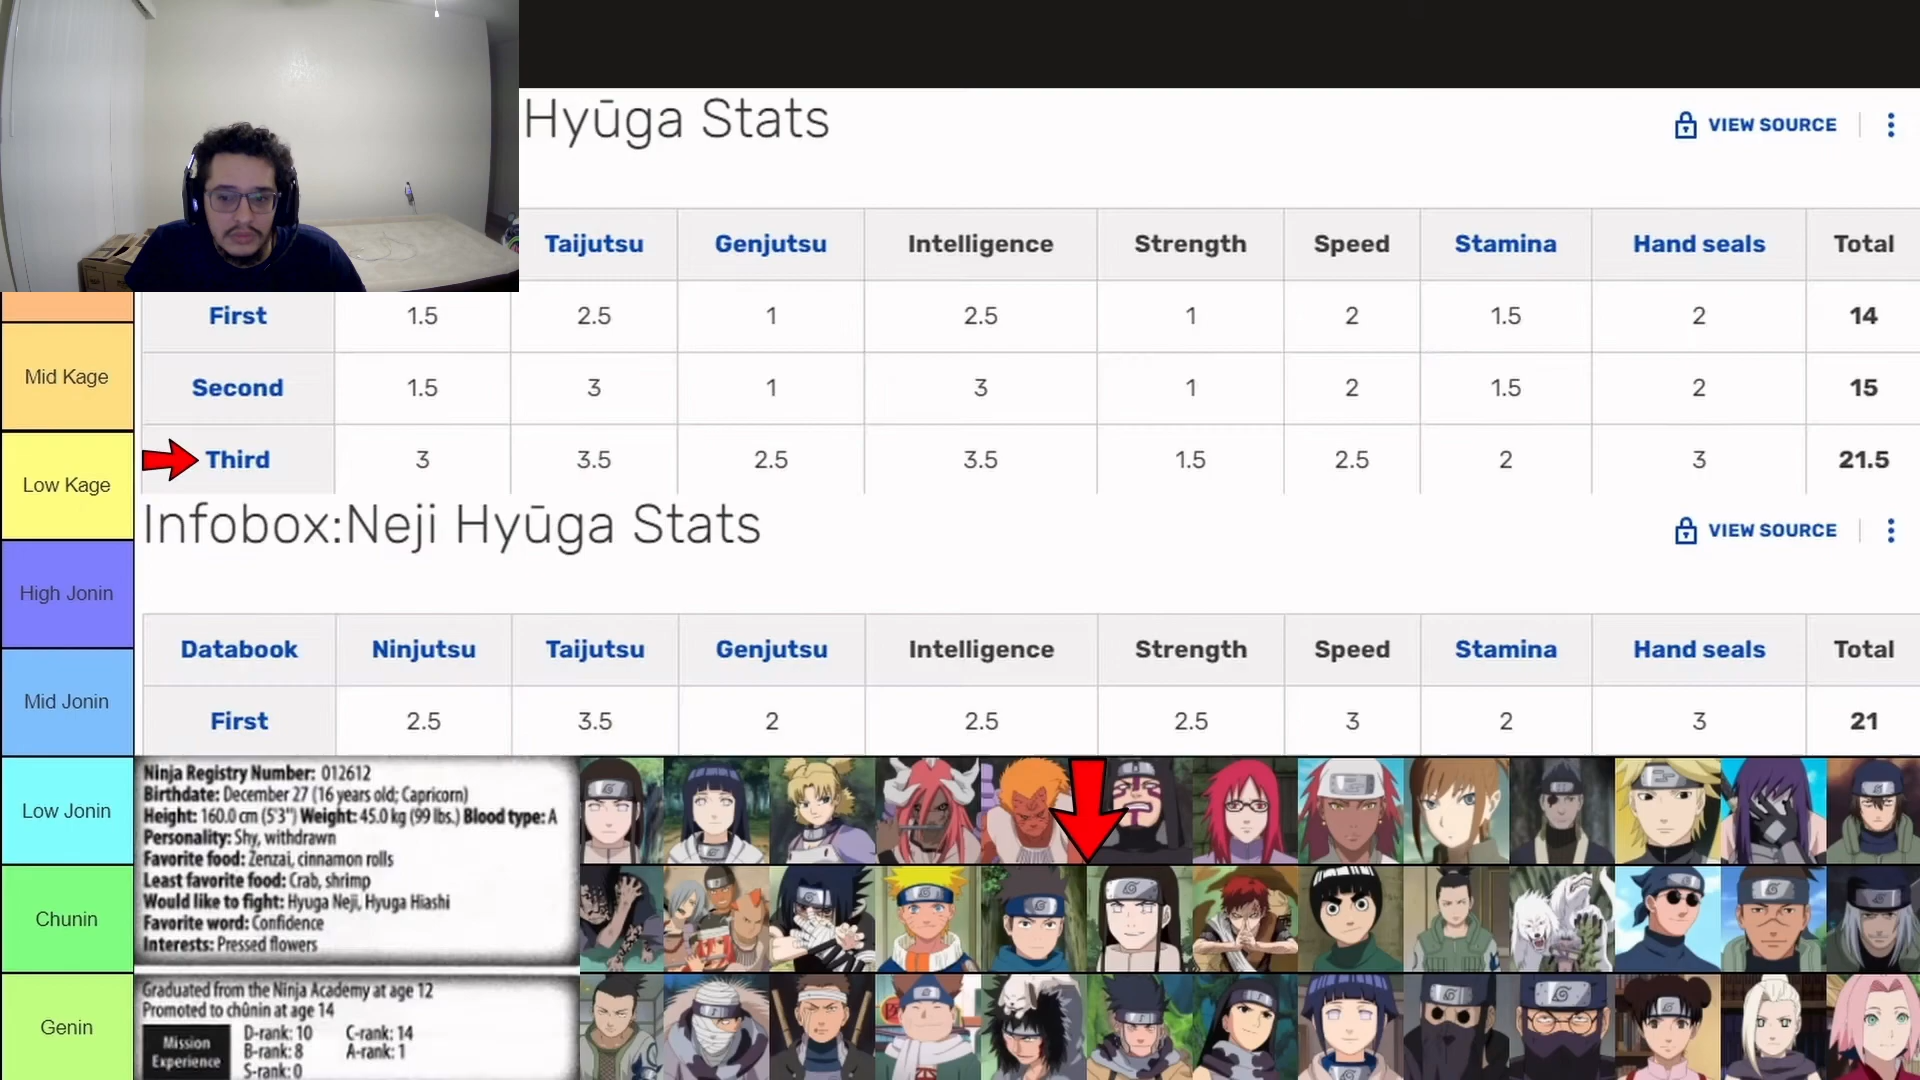 Hyūga Stats
VIEW SOURCE
Taijutsu Genjutsu Intelligence Strength Speed Stamina Hand seals Total
First 1.5 2.5 1 2.5 1 2 1.5 2 14
Second 1.5 3 1 3 1 2 1.5 2 15
Third 3 3.5 2.5 3.5 1.5 2.5 2 3 21.5
Infobox:Neji Hyūga Stats
VIEW SOURCE
Databook Ninjutsu Taijutsu Genjutsu Intelligence Strength Speed Stamina Hand seals Total
First 2.5 3.5 2 2.5 2.5 3 2 3 21
Mid Kage
Low Kage
High Jonin
Mid Jonin
Low Jonin
Chunin
Genin
Ninja Registry Number: 012612
Birthdate: December 27 (16 years old; Capricorn)
Height: 160.0 cm (5'3") Weight: 45.0 kg (99 lbs.) Blood type: A
Personality: Shy, withdrawn
Favorite food: Zenzai, cinnamon rolls
Least favorite food: Crab, shrimp
Would like to fight: Hyuga Neji, Hyuga Hiashi
Favorite word: Confidence
Interests: Pressed flowers
Graduated from the Ninja Academy at age 12
Promoted to chûnin at age 14
Mission
Experience
D-rank: 10 C-rank: 14
B-rank: 8 A-rank: 1
S-rank: 0